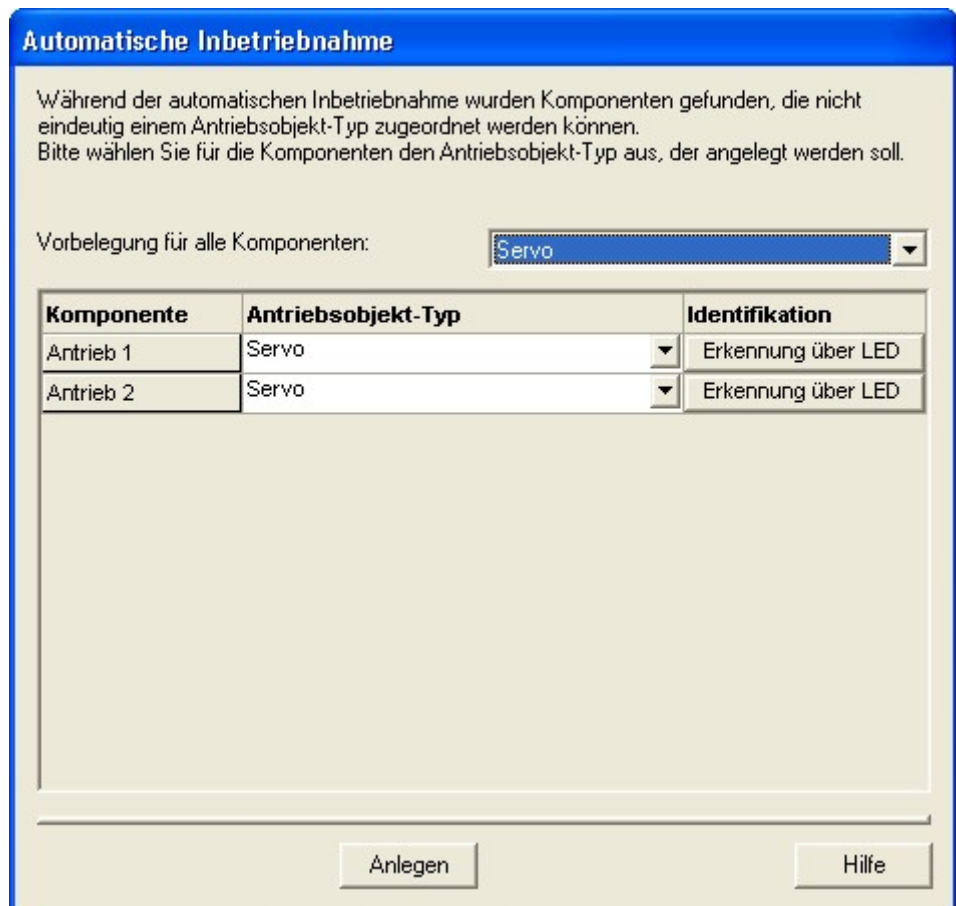 Automatische Inbetriebnahme
Während der automatischen Inbetriebnahme wurden Komponenten gefunden, die nicht
eindeutig einem Antriebsobjekt-Typ zugeordnet werden können.
Bitte wählen Sie für die Komponenten den Antriebsobjekt-Typ aus, der angelegt werden soll.
Vorbelegung für alle Komponenten: Servo
Komponente Antriebsobjekt-Typ Identifikation
Antrieb 1 Servo Erkennung über LED
Antrieb 2 Servo Erkennung über LED
Anlegen Hilfe